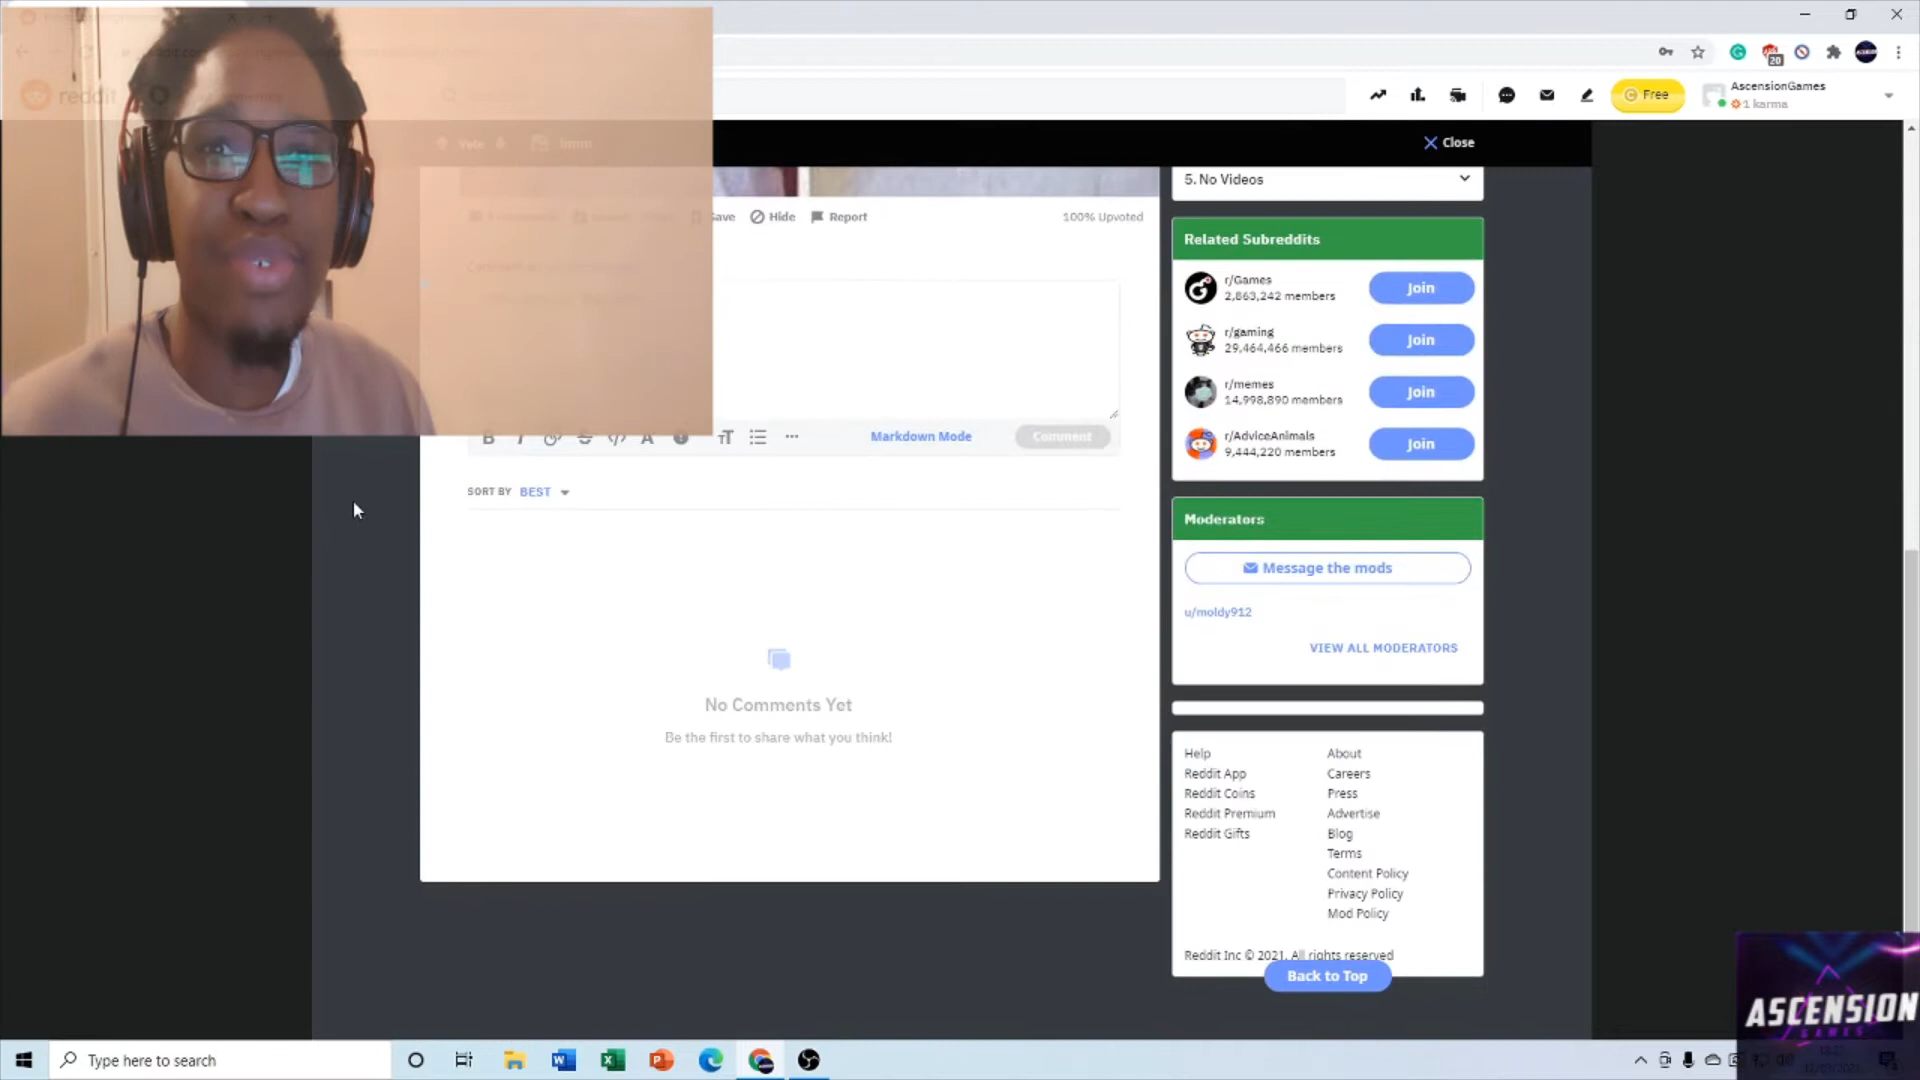 reddit
Free
AscensionGames
1 karma
20
Vote
Close
Save
Hide
Report
100% Upvoted
5. No Videos
Related Subreddits
r/Games
2,863,242 members
Join
r/gaming
29,464,466 members
Join
r/memes
14,998,890 members
Join
r/AdviceAnimals
9,444,220 members
Join
Markdown Mode
Comment
SORT BY BEST
No Comments Yet
Be the first to share what you think!
Moderators
Message the mods
u/moldy912
VIEW ALL MODERATORS
Help
About
Reddit App
Careers
Reddit Coins
Press
Reddit Premium
Advertise
Reddit Gifts
Blog
Terms
Content Policy
Privacy Policy
Mod Policy
Reddit Inc © 2021. All rights reserved
Back to Top
ASCENSION
GAMES
Type here to search